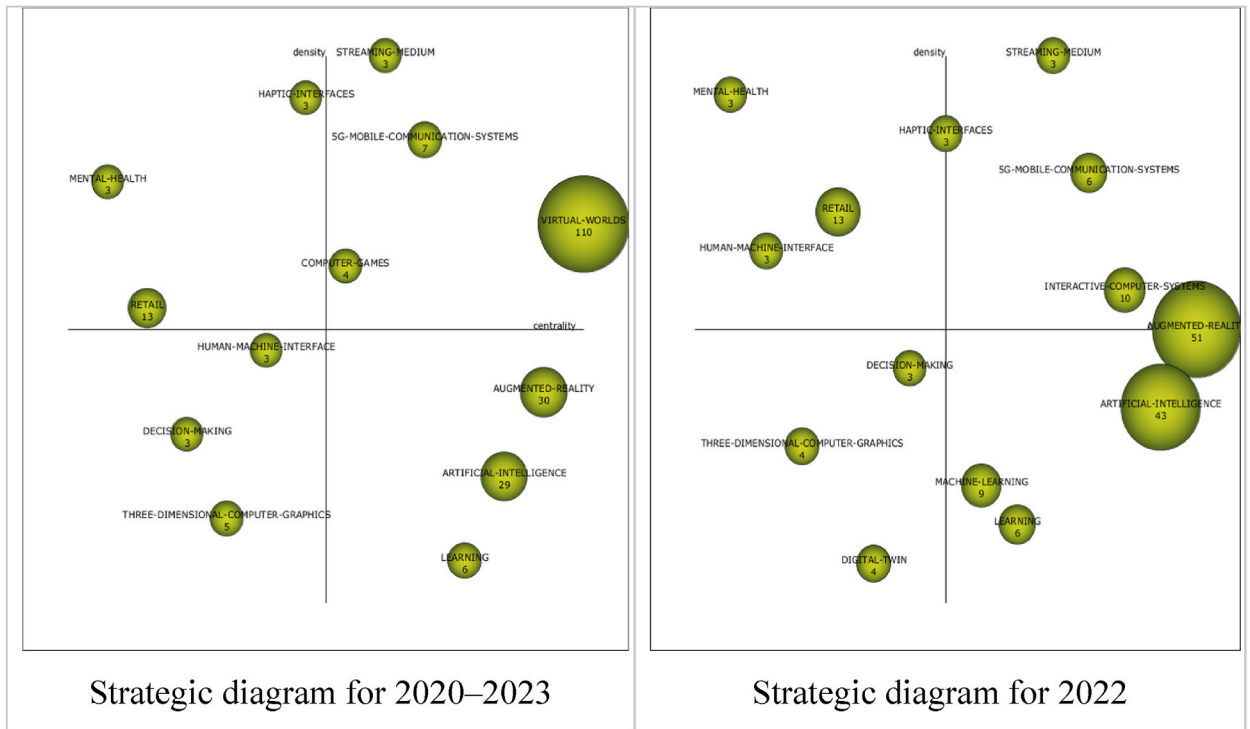 density
STREAMING-MEDIUM
3
HAPTIC-INTERFACES
3
5G-MOBILE-COMMUNICATION-SYSTEMS
7
MENTAL-HEALTH
3
VIRTUAL-WORLDS
110
COMPUTER-GAMES
4
RETAIL
13
centrality
HUMAN-MACHINE-INTERFACE
3
AUGMENTED-REALITY
30
DECISION-MAKING
3
ARTIFICIAL-INTELLIGENCE
29
THREE-DIMENSIONAL-COMPUTER-GRAPHICS
5
LEARNING
6
Strategic diagram for 2020–2023
density
STREAMING-MEDIUM
3
MENTAL-HEALTH
3
HAPTIC-INTERFACES
3
5G-MOBILE-COMMUNICATION-SYSTEMS
6
RETAIL
13
HUMAN-MACHINE-INTERFACE
3
INTERACTIVE-COMPUTER-SYSTEMS
10
AUGMENTED-REALIT
51
DECISION-MAKING
3
ARTIFICIAL-INTELLIGENCE
43
THREE-DIMENSIONAL-COMPUTER-GRAPHICS
4
MACHINE-LEARNING
9
LEARNING
6
DIGITAL-TWIN
4
Strategic diagram for 2022